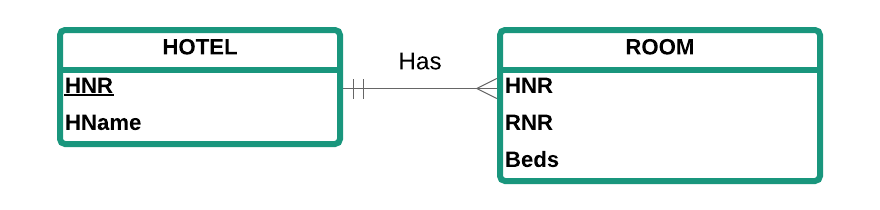 HOTEL
HNR
HName
Has
ROOM
HNR
RNR
Beds